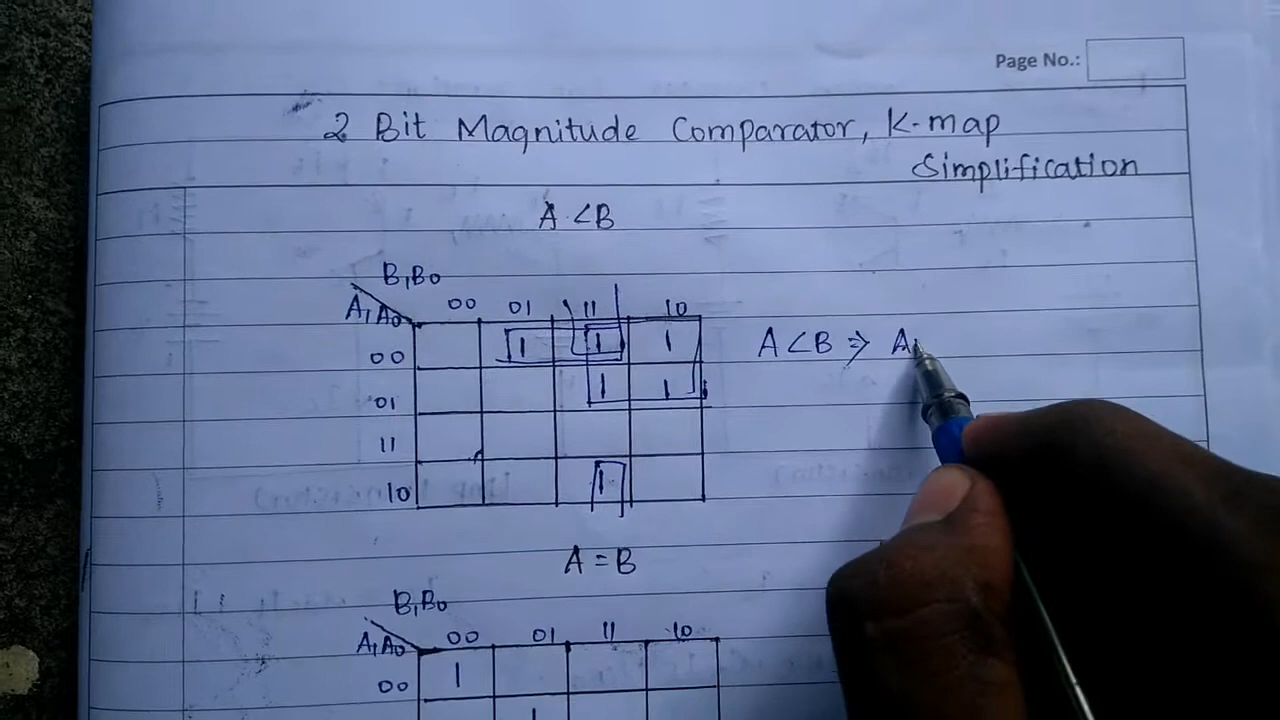 Page No.:
2 Bit Magnitude Comparator, K-map
Simplification
A<B
B₁B₀
A₁A₀ 00 01 11 10
00 1 1 1
01 1 1
11
10 1
A<B ⇒ A
A=B
B₁B₀
A₁A₀ 00 01 11 10
00 1
1